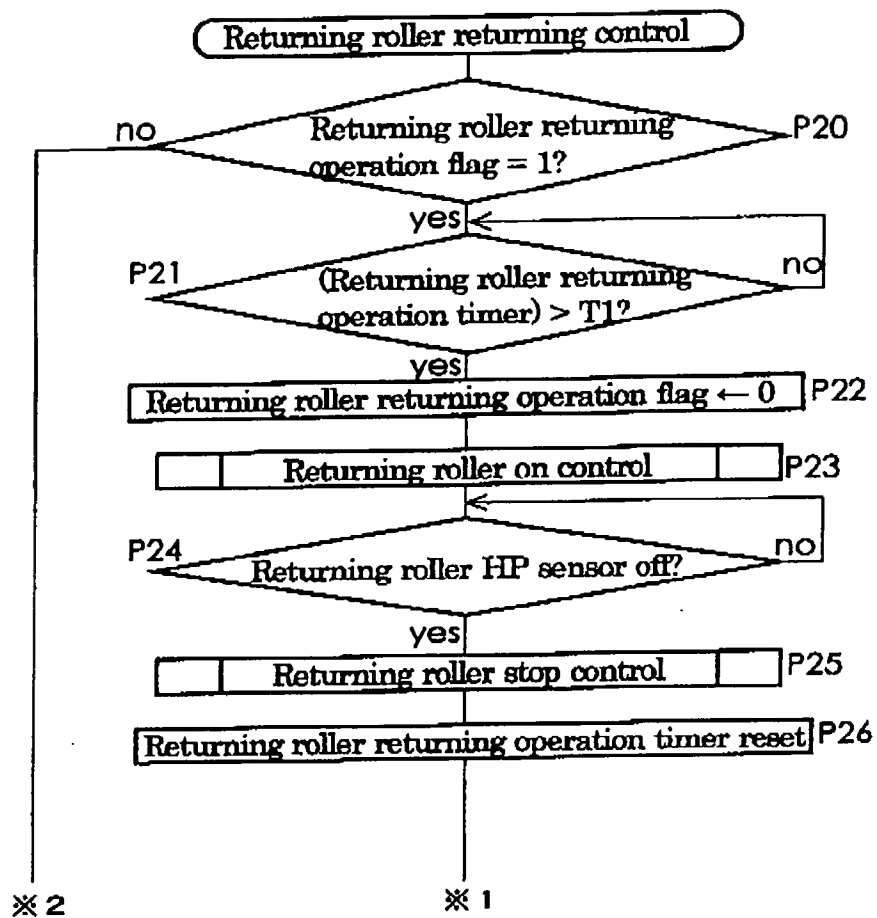 Returning roller returning control
no
Returning roller returning
operation flag = 1?
P20
yes
P21
(Returning roller returning
operation timer) > T1?
no
yes
Returning roller returning operation flag ← 0
P22
Returning roller on control
P23
P24
Returning roller HP sensor off?
no
yes
Returning roller stop control
P25
Returning roller returning operation timer reset
P26
※2
※1